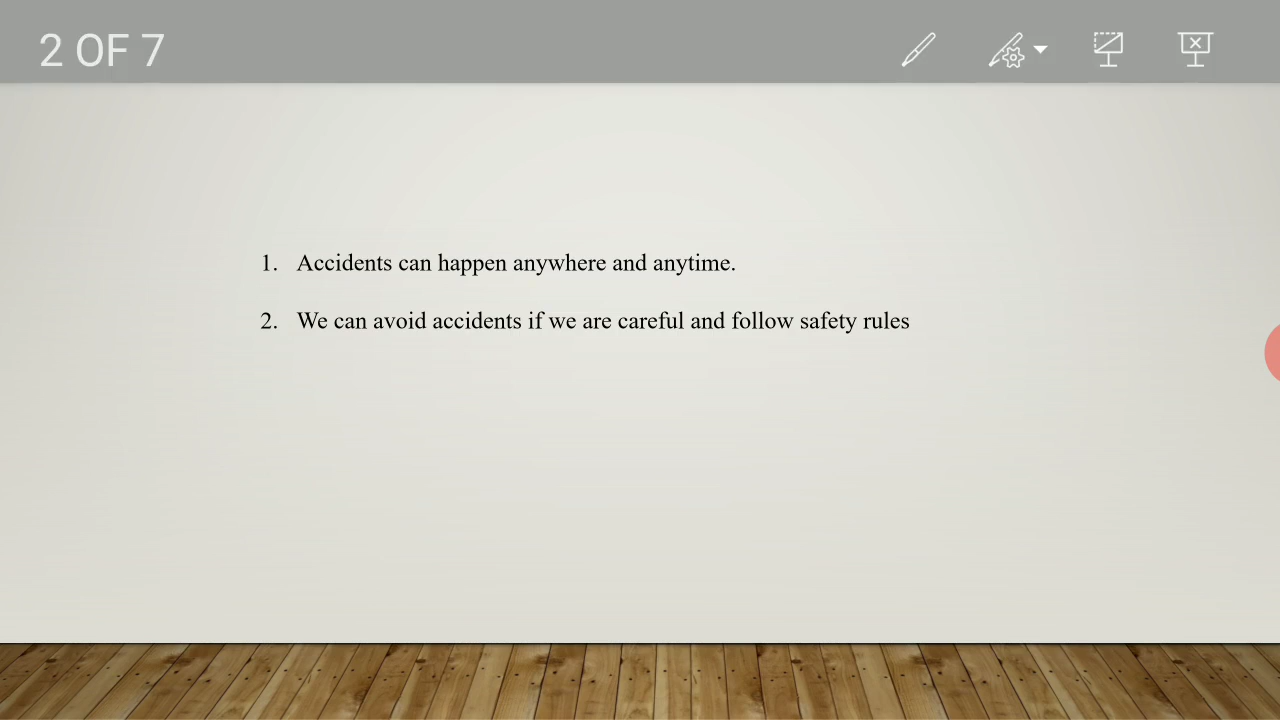 2 OF 7
1. Accidents can happen anywhere and anytime.
2. We can avoid accidents if we are careful and follow safety rules